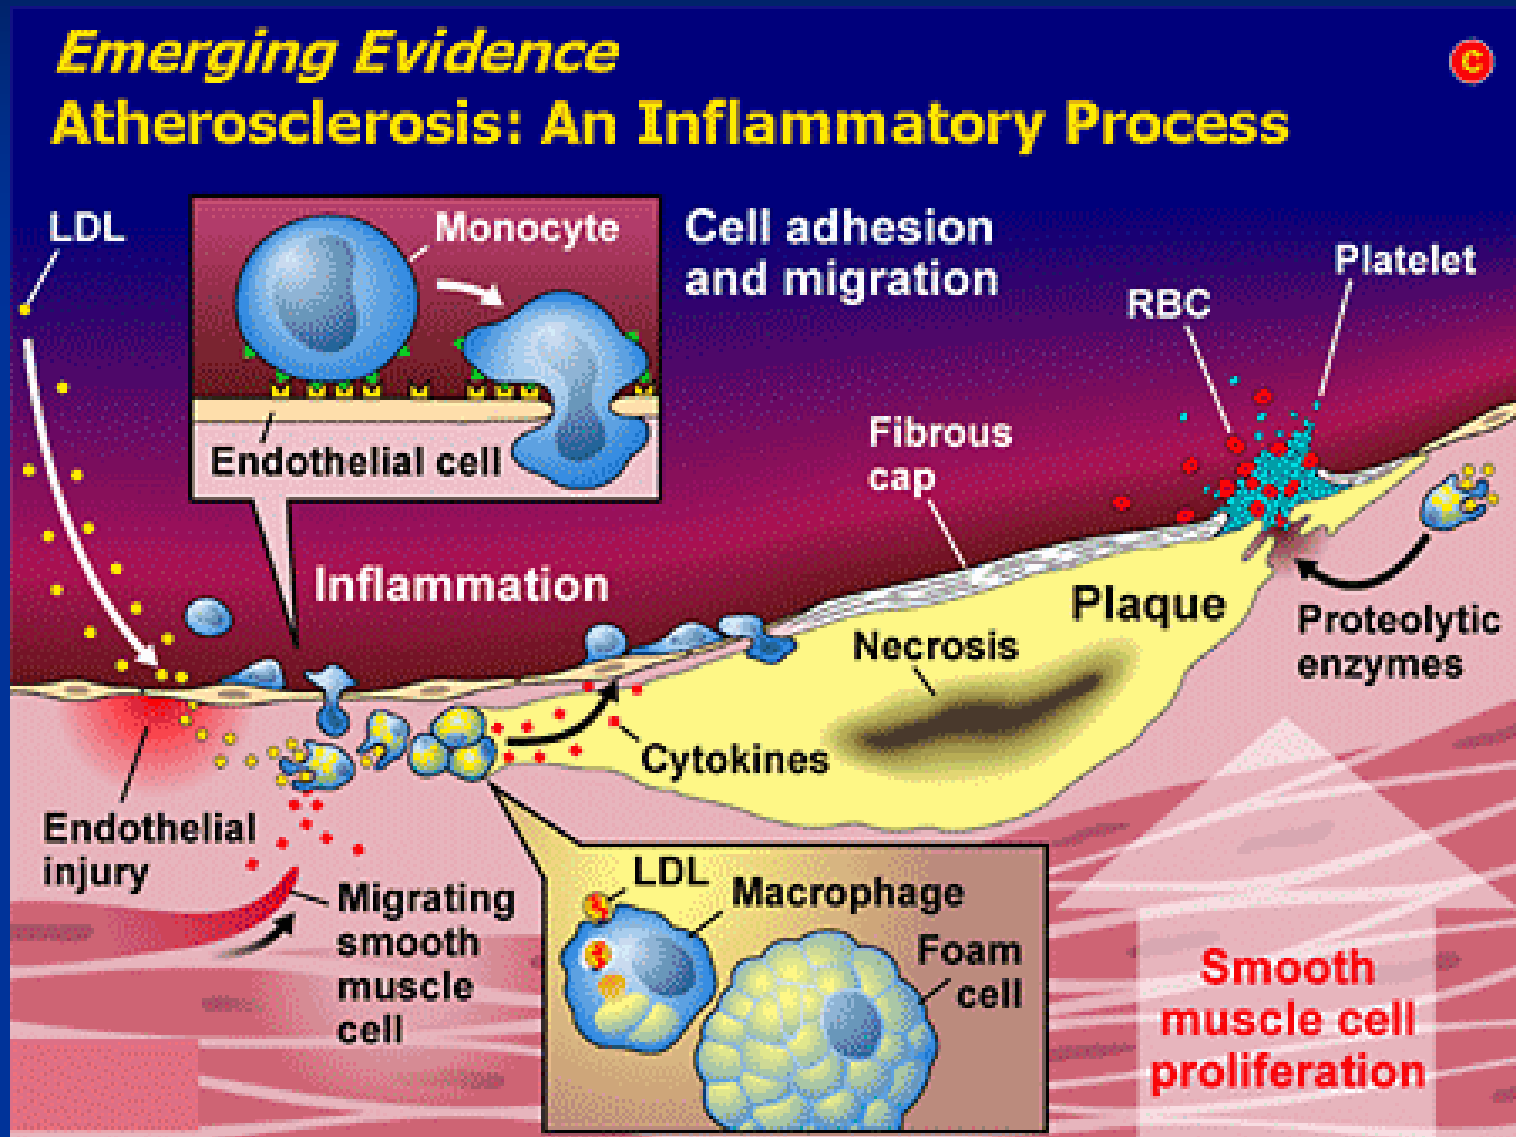 Emerging Evidence
C
Atherosclerosis: An Inflammatory Process
LDL
Monocyte
Endothelial cell
Cell adhesion
and migration
Platelet
RBC
Fibrous
cap
Inflammation
Plaque
Necrosis
Proteolytic
enzymes
Cytokines
Endothelial
injury
Migrating
smooth
muscle
cell
LDL
Macrophage
Foam
cell
Smooth
muscle cell
proliferation